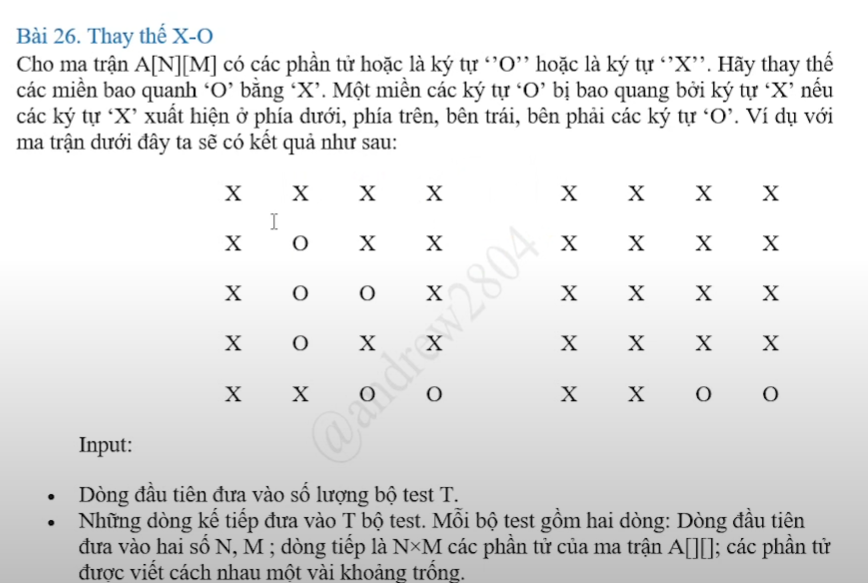 Bài 26. Thay thế X-O
Cho ma trận A[N][M] có các phần tử hoặc là ký tự ‘’O’’ hoặc là ký tự ‘’X’’. Hãy thay thế
các miền bao quanh ‘O’ bằng ‘X’. Một miền các ký tự ‘O’ bị bao quang bởi ký tự ‘X’ nếu
các ký tự ‘X’ xuất hiện ở phía dưới, phía trên, bên trái, bên phải các ký tự ‘O’. Ví dụ với
ma trận dưới đây ta sẽ có kết quả như sau:
X X X X X X X X
X O X X X X X X
X O O X X X X X
X O X X X X X X
X X O O X X O O
@andrew2804
Input:
• Dòng đầu tiên đưa vào số lượng bộ test T.
• Những dòng kế tiếp đưa vào T bộ test. Mỗi bộ test gồm hai dòng: Dòng đầu tiên
đưa vào hai số N, M ; dòng tiếp là N×M các phần tử của ma trận A[][]; các phần tử
được viết cách nhau một vài khoảng trống.